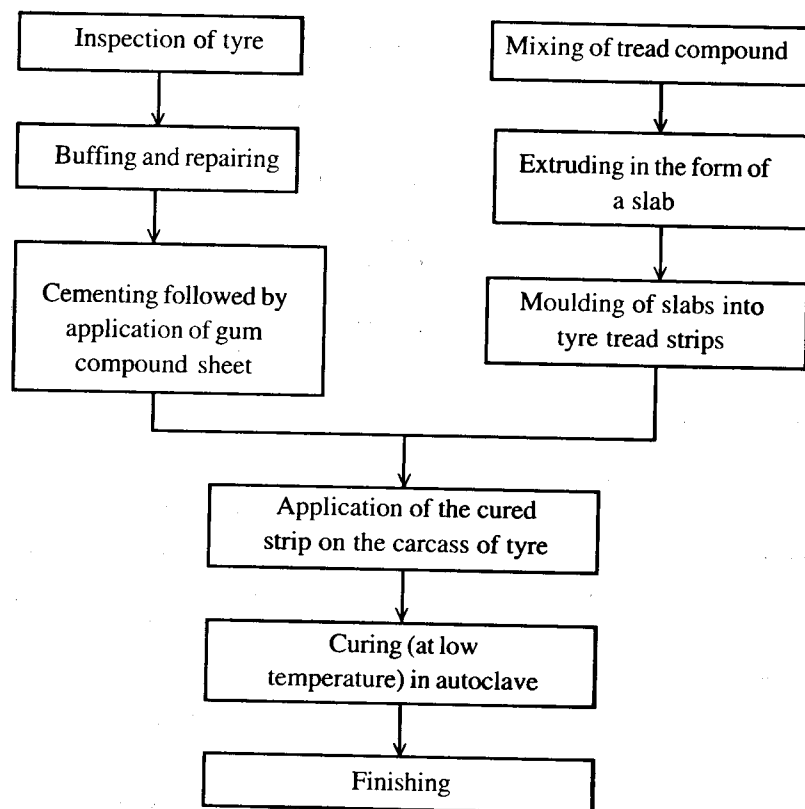 Inspection of tyre
Buffing and repairing
Cementing followed by
application of gum
compound sheet
Mixing of tread compound
Extruding in the form of
a slab
Moulding of slabs into
tyre tread strips
Application of the cured
strip on the carcass of tyre
Curing (at low
temperature) in autoclave
Finishing